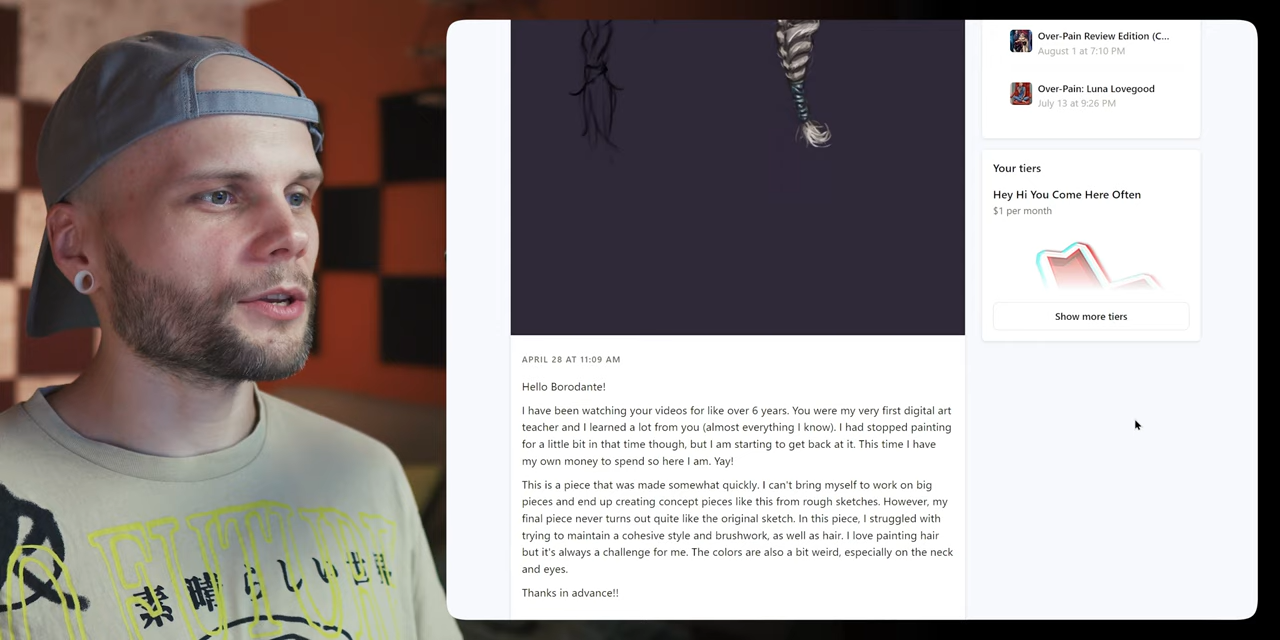 Over-Pain Review Edition (C...
August 1 at 7:10 PM
Over-Pain: Luna Lovegood
July 13 at 9:26 PM
Your tiers
Hey Hi You Come Here Often
$1 per month
Show more tiers
APRIL 28 AT 11:09 AM
Hello Borodante!
I have been watching your videos for like over 6 years. You were my very first digital art
teacher and I learned a lot from you (almost everything I know). I had stopped painting
for a little bit in that time though, but I am starting to get back at it. This time I have
my own money to spend so here I am. Yay!
This is a piece that was made somewhat quickly. I can't bring myself to work on big
pieces and end up creating concept pieces like this from rough sketches. However, my
final piece never turns out quite like the original sketch. In this piece, I struggled with
trying to maintain a cohesive style and brushwork, as well as hair. I love painting hair
but it's always a challenge for me. The colors are also a bit weird, especially on the neck
and eyes.
Thanks in advance!!
FUTUR
素晴らしい世界